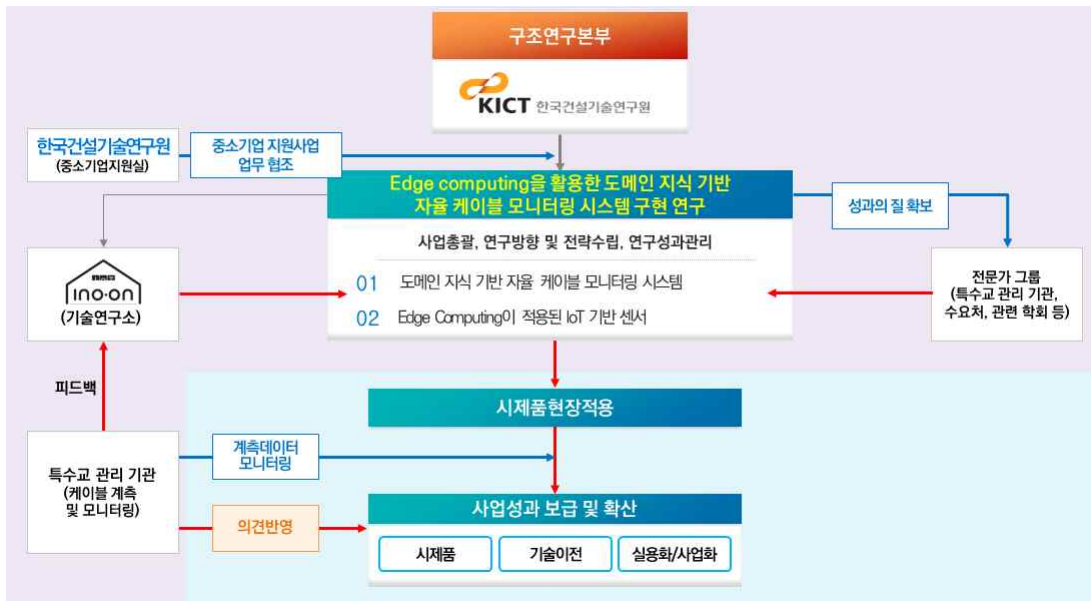 구조연구본부
KICT 한국건설기술연구원
한국건설기술연구원
(중소기업지원실)
중소기업 지원사업
업무 협조
Edge computing을 활용한 도메인 지식 기반
자율 케이블 모니터링 시스템 구현 연구
성과의 질 확보
사업총괄, 연구방향 및 전략수립, 연구성과관리
01 도메인 지식 기반 자율 케이블 모니터링 시스템
02 Edge Computing이 적용된 IoT 기반 센서
ino·on
(기술연구소)
전문가 그룹
(특수교 관리 기관,
수요처, 관련 학회 등)
피드백
시제품현장적용
특수교 관리 기관
(케이블 계측
및 모니터링)
계측데이터
모니터링
의견반영
사업성과 보급 및 확산
시제품
기술이전
실용화/사업화